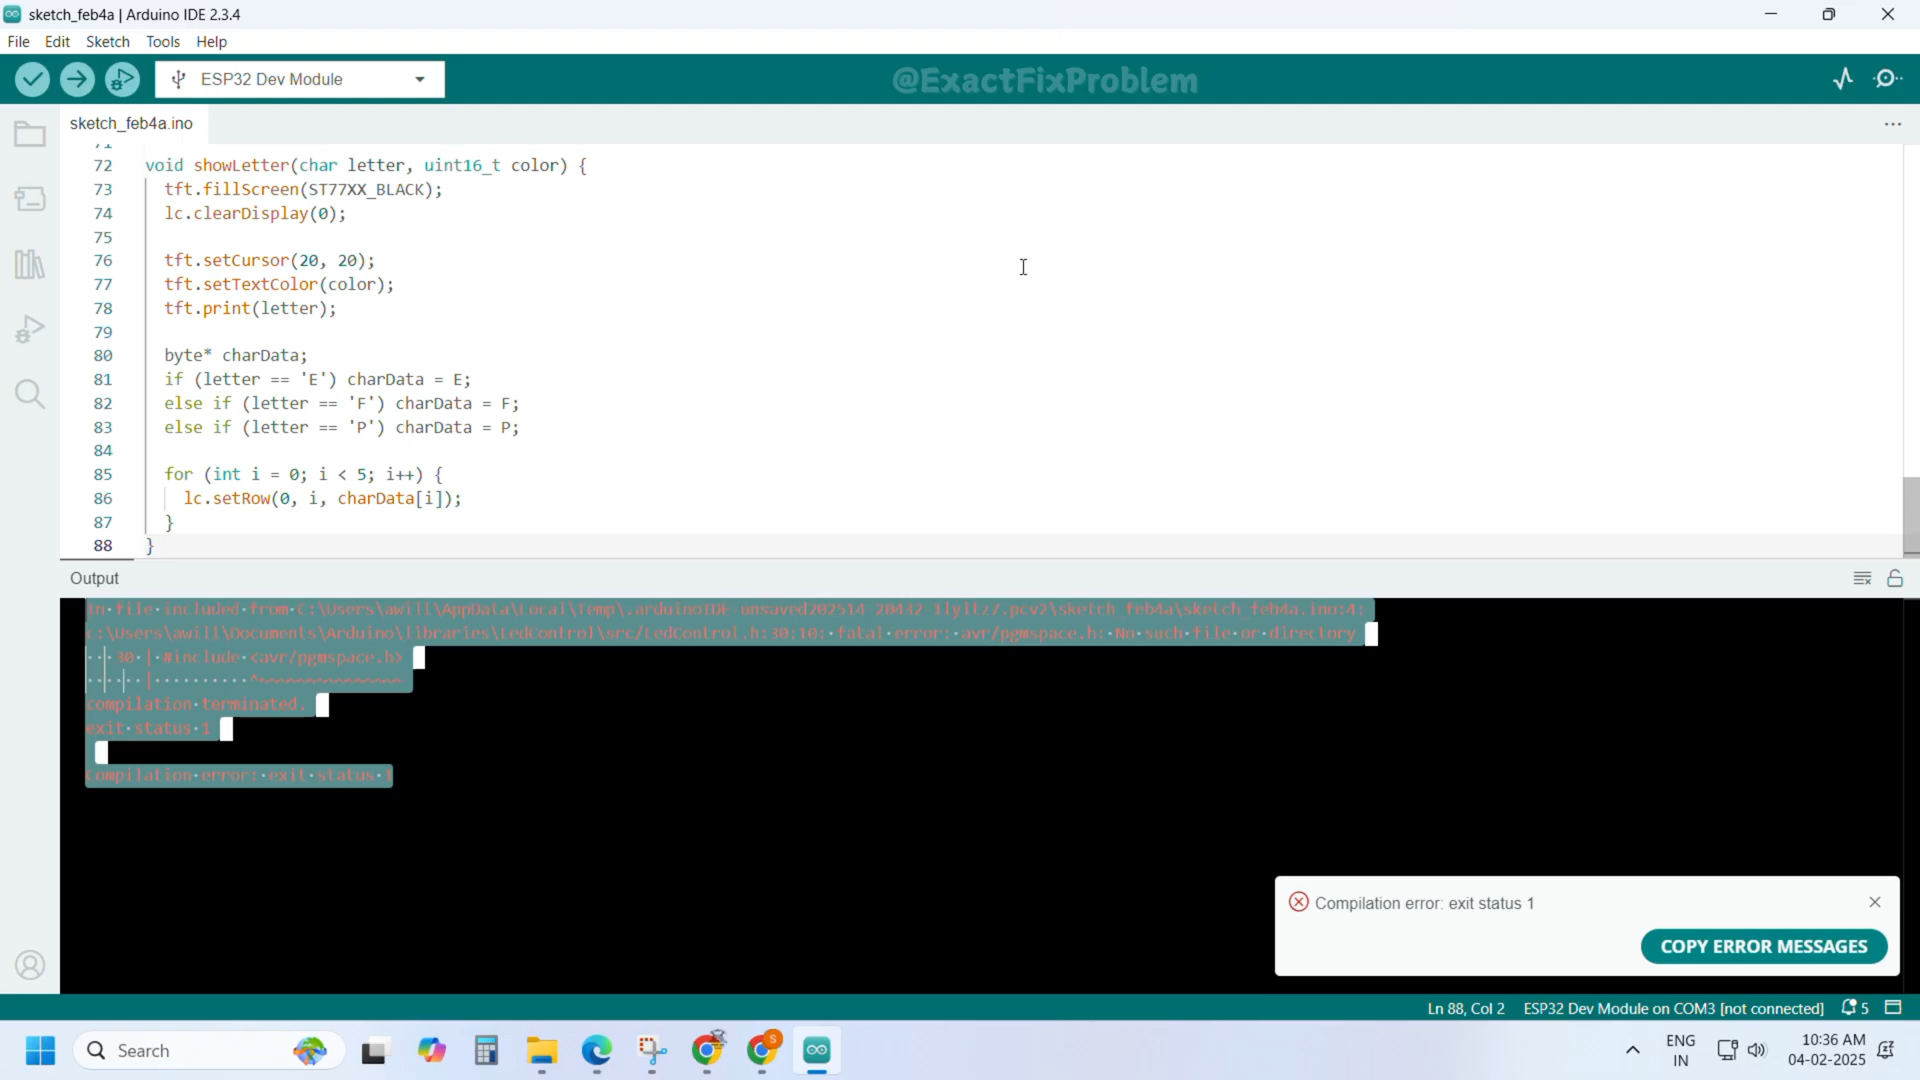 sketch_feb4a | Arduino IDE 2.3.4
File Edit Sketch Tools Help
ESP32 Dev Module
@ExactFixProblem
sketch_feb4a.ino
71
72 void showLetter(char letter, uint16_t color) {
73 tft.fillScreen(ST77XX_BLACK);
74 lc.clearDisplay(0);
75
76 tft.setCursor(20, 20);
77 tft.setTextColor(color);
78 tft.print(letter);
79
80 byte* charData;
81 if (letter == 'E') charData = E;
82 else if (letter == 'F') charData = F;
83 else if (letter == 'P') charData = P;
84
85 for (int i = 0; i < 5; i++) {
86 lc.setRow(0, i, charData[i]);
87 }
88 }
Output
In file included from C:\Users\awill\AppData\Local\Temp\.arduinoIDE-unsaved202514-20432-1lyltz7.pcv2\sketch_feb4a\sketch_feb4a.ino:4:
c:\Users\awill\Documents\Arduino\libraries\LedControl\src/LedControl.h:30:10: fatal error: avr/pgmspace.h: No such file or directory
30 | #include <avr/pgmspace.h>
| ^~~~~~~~~~~~~~~~
compilation terminated.
exit status 1
Compilation error: exit status 1
Compilation error: exit status 1
COPY ERROR MESSAGES
Ln 88, Col 2 ESP32 Dev Module on COM3 [not connected] 5
Search
S
ENG
IN
10:36 AM
04-02-2025